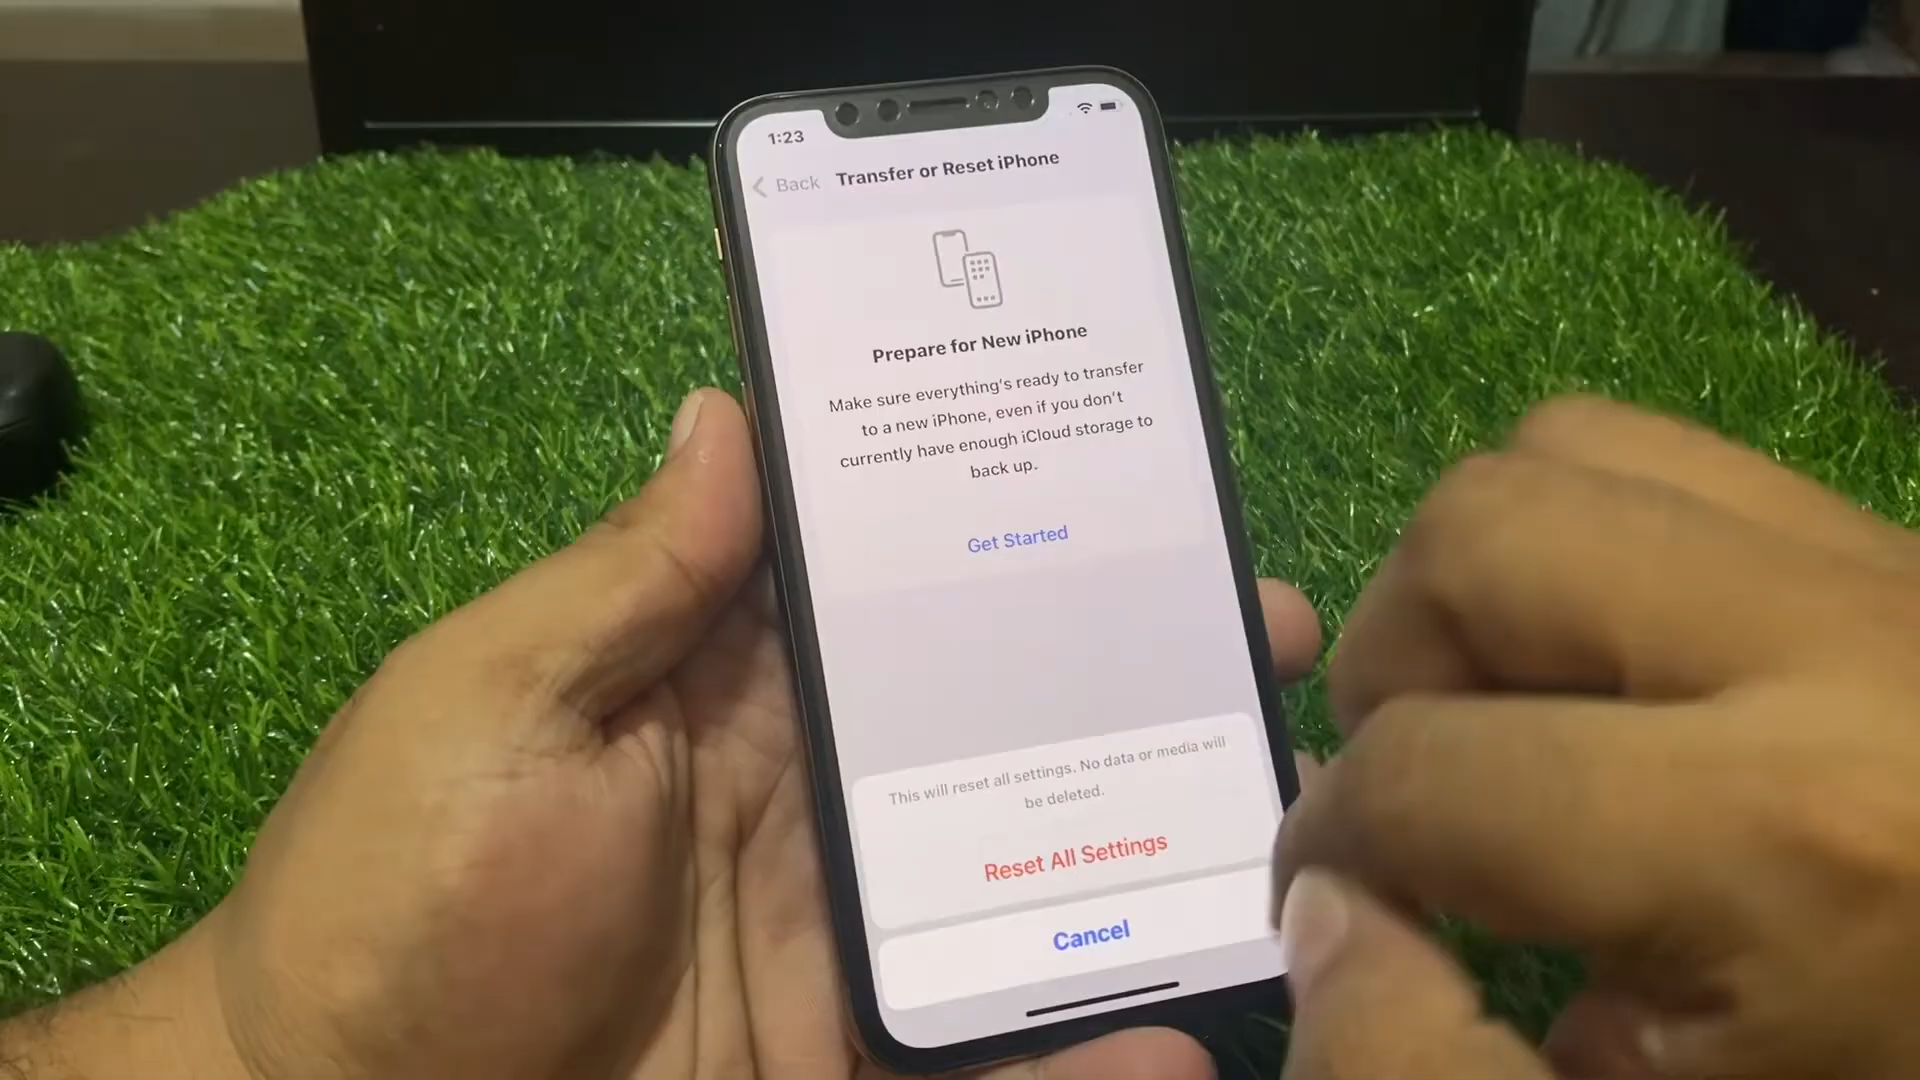 1:23
Back Transfer or Reset iPhone
Prepare for New iPhone
Make sure everything's ready to transfer
to a new iPhone, even if you don't
currently have enough iCloud storage to
back up.
Get Started
This will reset all settings. No data or media will
be deleted.
Reset All Settings
Cancel